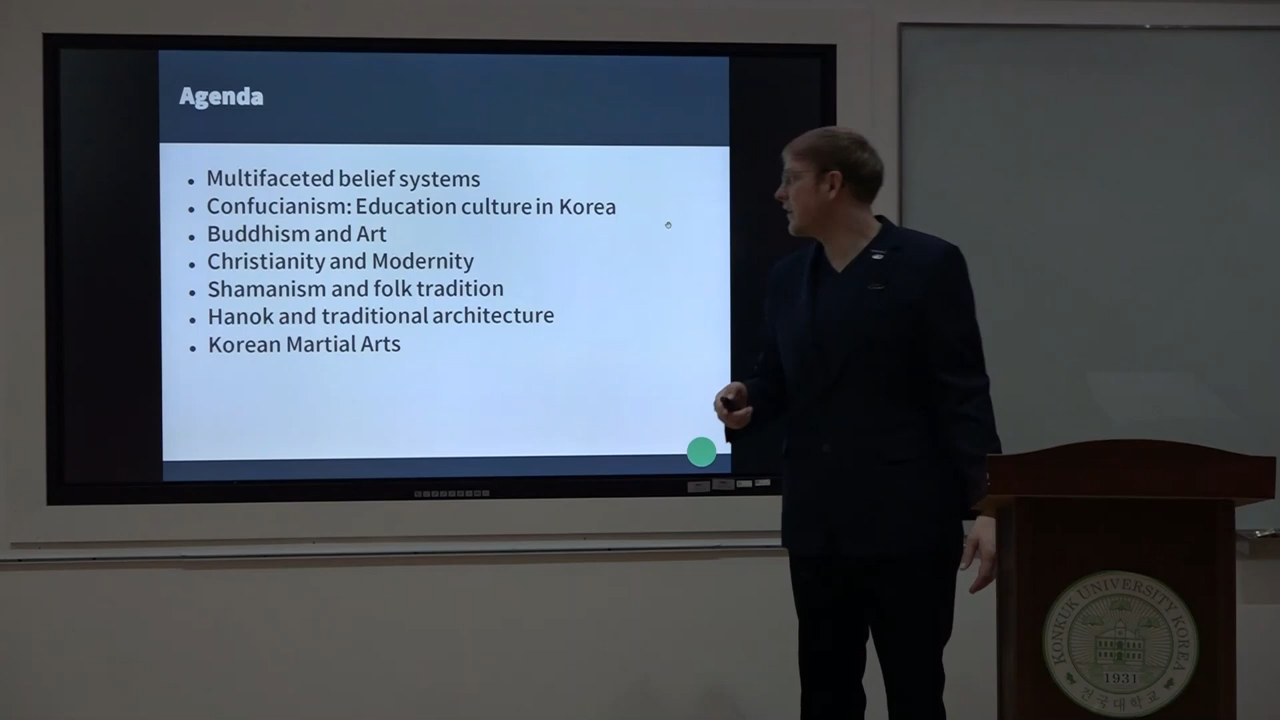 Agenda
• Multifaceted belief systems
• Confucianism: Education culture in Korea
• Buddhism and Art
• Christianity and Modernity
• Shamanism and folk tradition
• Hanok and traditional architecture
• Korean Martial Arts
KONKUK UNIVERSITY KOREA
1931
건국대학교